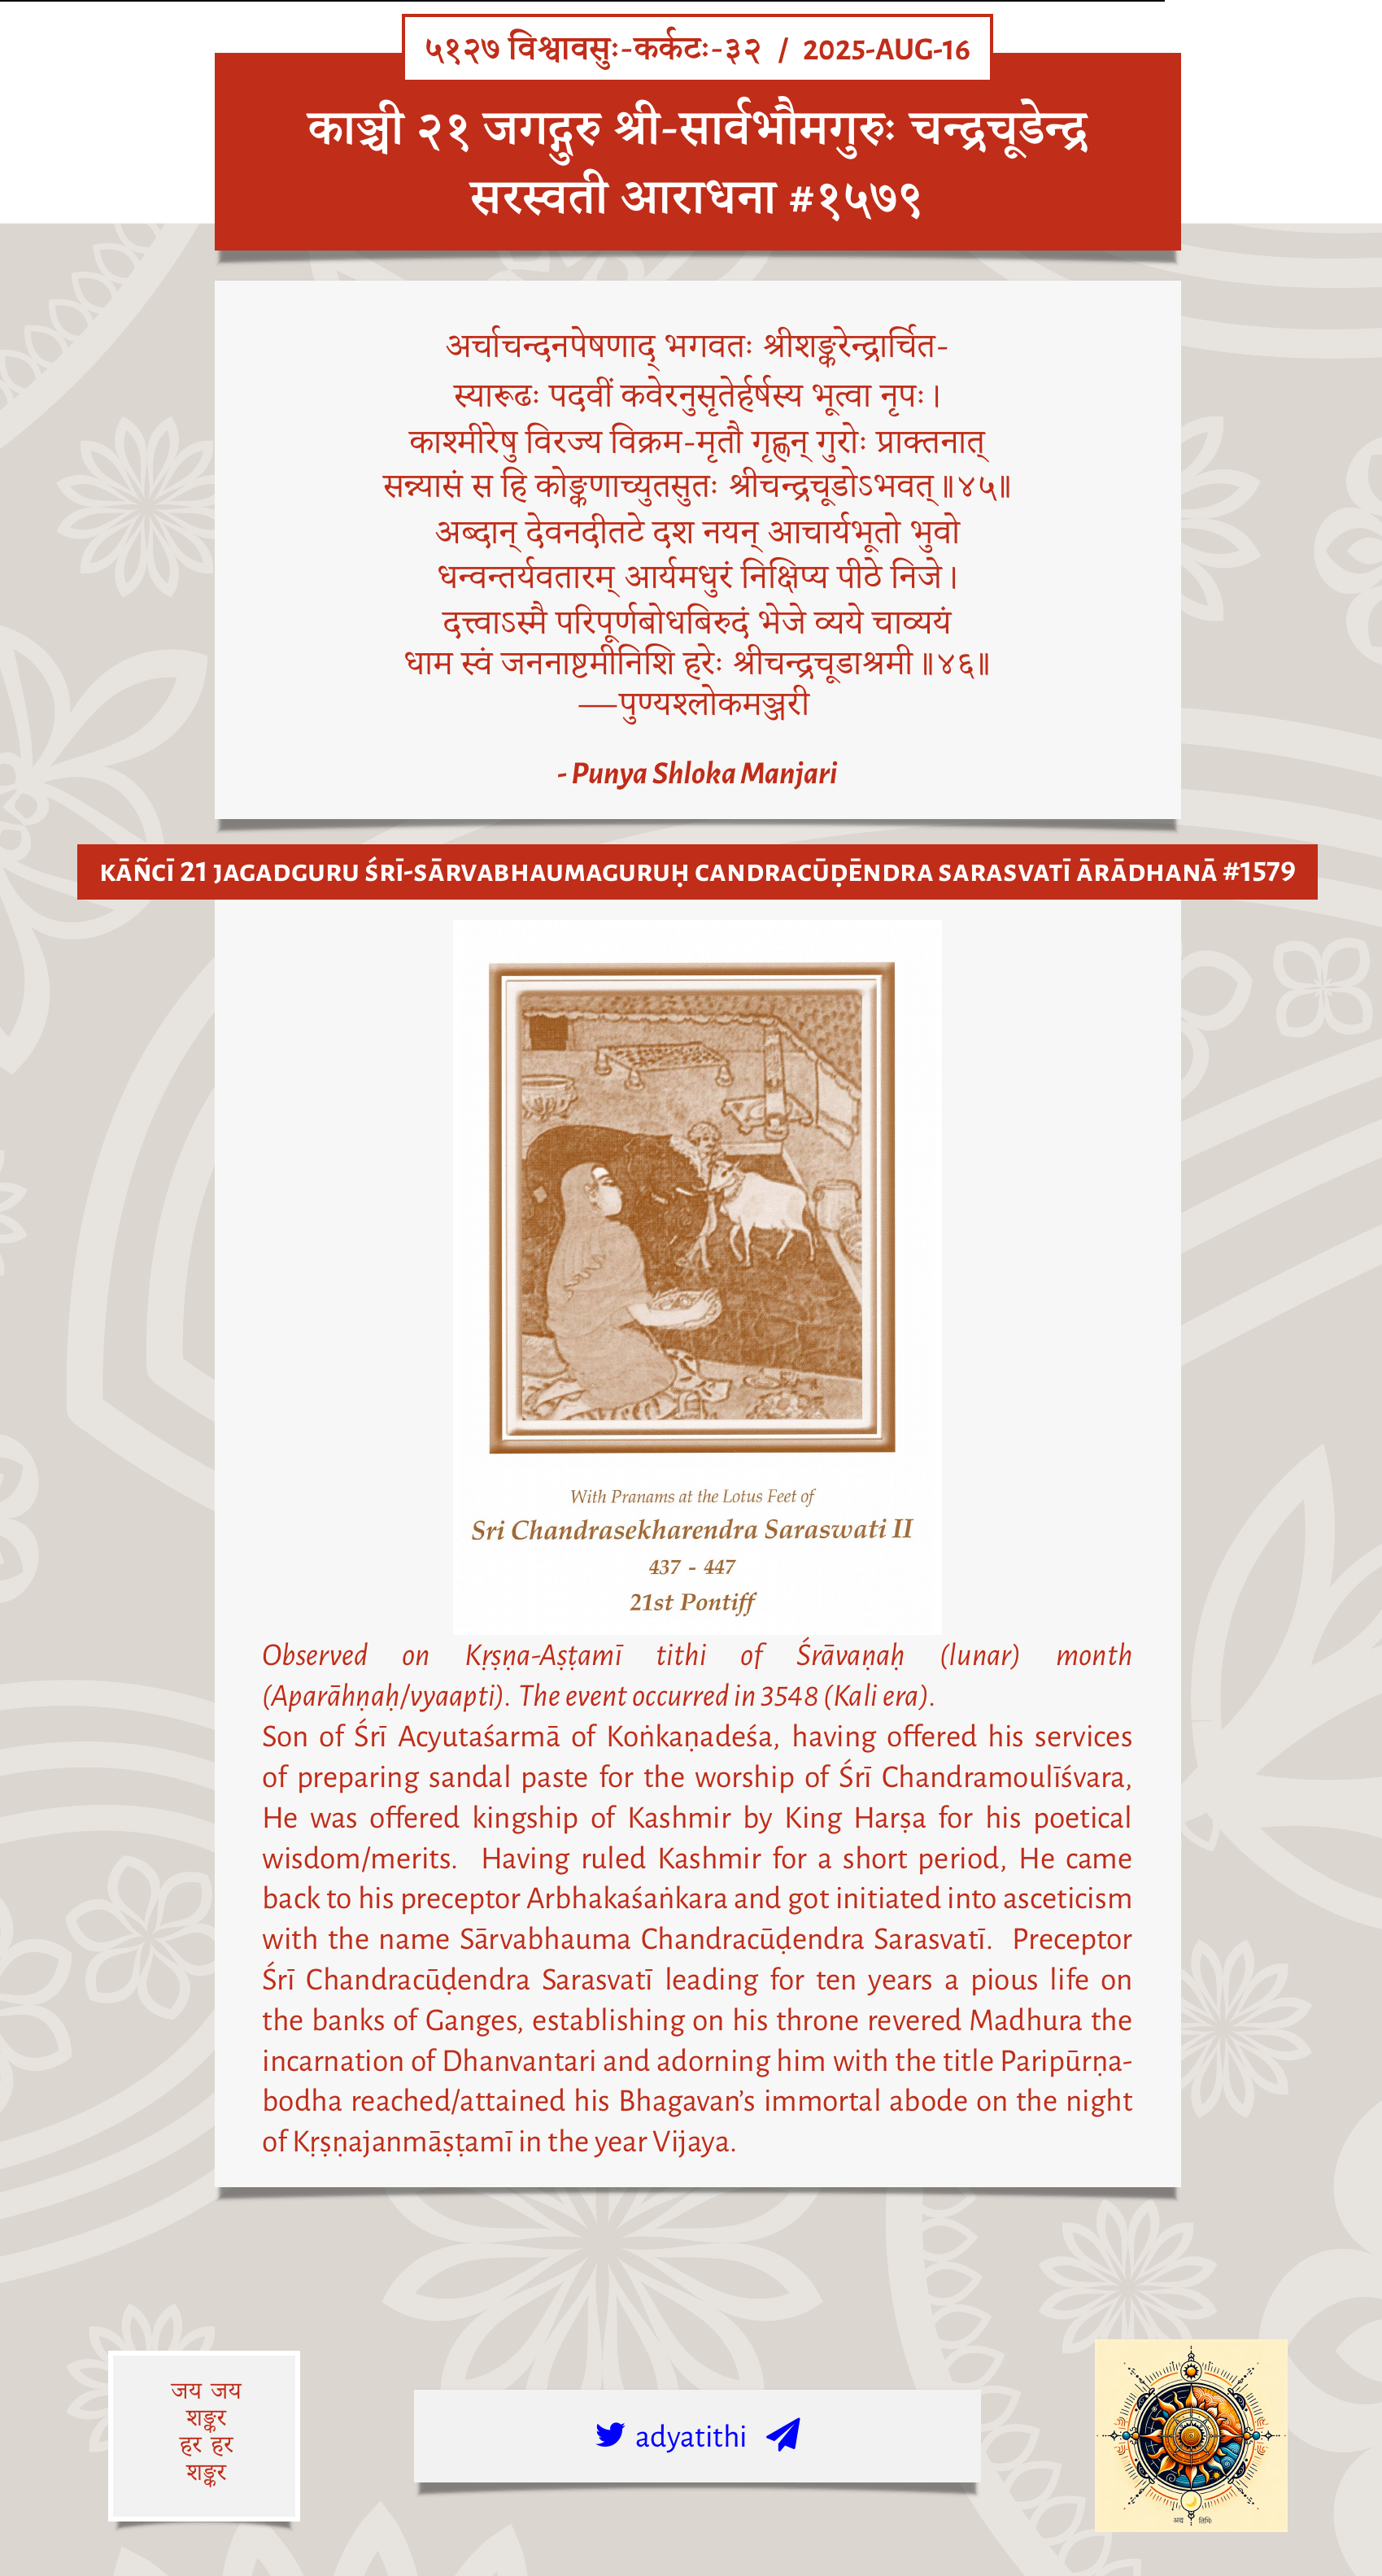 ५१२७ विश्वावसुः-कर्कटः-३२ / 2025-AUG-16
काञ्ची २१ जगद्गुरु श्री-सार्वभौमगुरुः चन्द्रचूडेन्द्र
सरस्वती आराधना #१५७९
अर्चाचन्दनपेषणाद् भगवतः श्रीशङ्करेन्द्रार्चित-
स्यारूढः पदवीं कवेरनुसृतेर्हर्षस्य भूत्वा नृपः।
काश्मीरेषु विरज्य विक्रम-मृतौ गृह्णन् गुरोः प्राक्तनात्
सन्न्यासं स हि कोङ्कणाच्युतसुतः श्रीचन्द्रचूडोऽभवत्॥४५॥
अब्दान् देवनदीतटे दश नयन् आचार्यभूतो भुवो
धन्वन्तर्यवतारम् आर्यमधुरं निक्षिप्य पीठे निजे।
दत्त्वाऽस्मै परिपूर्णबोधबिरुदं भेजे व्यये चाव्ययं
धाम स्वं जननाष्टमीनिशि हरेः श्रीचन्द्रचूडाश्रमी॥४६॥
—पुण्यश्लोकमञ्जरी
- Punya Shloka Manjari
KĀÑCĪ 21 JAGADGURU ŚRĪ-SĀRVABHAUMAGURUḤ CANDRACŪḌĒNDRA SARASVATĪ ĀRĀDHANĀ #1579
With Pranams at the Lotus Feet of
Sri Chandrasekharendra Saraswati II
437 - 447
21st Pontiff
Observed on Kṛṣṇa-Aṣṭamī tithi of Śrāvaṇaḥ (lunar) month
(Aparāhṇaḥ/vyaapti). The event occurred in 3548 (Kali era).
Son of Śrī Acyutaśarmā of Koṅkaṇadeśa, having offered his services
of preparing sandal paste for the worship of Śrī Chandramoulīśvara,
He was offered kingship of Kashmir by King Harṣa for his poetical
wisdom/merits. Having ruled Kashmir for a short period, He came
back to his preceptor Arbhakaśaṅkara and got initiated into asceticism
with the name Sārvabhauma Chandracūḍendra Sarasvatī. Preceptor
Śrī Chandracūḍendra Sarasvatī leading for ten years a pious life on
the banks of Ganges, establishing on his throne revered Madhura the
incarnation of Dhanvantari and adorning him with the title Paripūrṇa-
bodha reached/attained his Bhagavan’s immortal abode on the night
of Kṛṣṇajanmāṣṭamī in the year Vijaya.
जय जय
शङ्कर
हर हर
शङ्कर
adyatithi
अद्य तिथिः